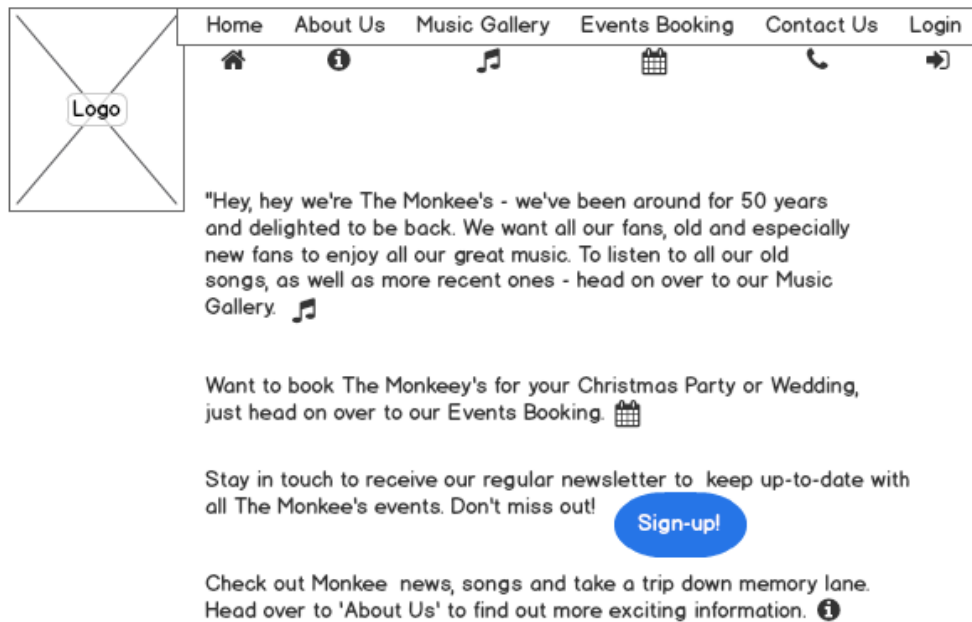 Home About Us Music Gallery Events Booking Contact Us Login
Logo
"Hey, hey we're The Monkee's - we've been around for 50 years
and delighted to be back. We want all our fans, old and especially
new fans to enjoy all our great music. To listen to all our old
songs, as well as more recent ones - head on over to our Music
Gallery.
Want to book The Monkeey's for your Christmas Party or Wedding,
just head on over to our Events Booking.
Stay in touch to receive our regular newsletter to  keep up-to-date with
all The Monkee's events. Don't miss out!
Sign-up!
Check out Monkee  news, songs and take a trip down memory lane.
Head over to 'About Us' to find out more exciting information.